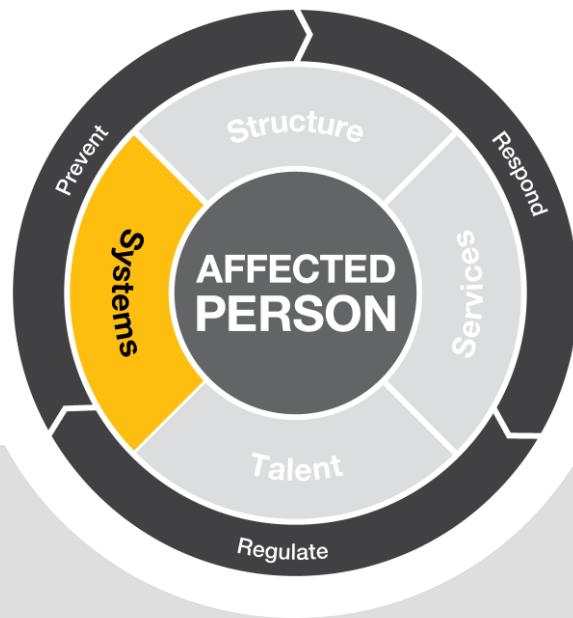 Prevent
Respond
Structure
Systems
AFFECTED
PERSON
Services
Talent
Regulate